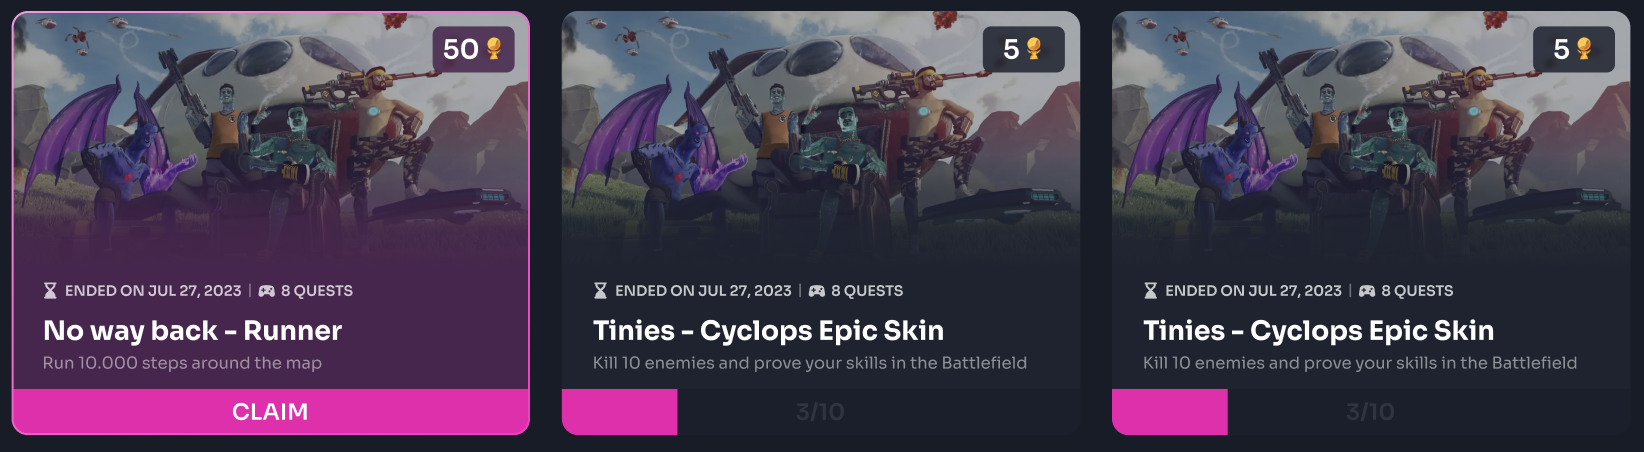 50
ENDED ON JUL 27, 2023 | 8 QUESTS
No way back – Runner
Run 10.000 steps around the map
CLAIM
5
ENDED ON JUL 27, 2023 | 8 QUESTS
Tinies – Cyclops Epic Skin
Kill 10 enemies and prove your skills in the Battlefield
3/10
5
ENDED ON JUL 27, 2023 | 8 QUESTS
Tinies – Cyclops Epic Skin
Kill 10 enemies and prove your skills in the Battlefield
3/10